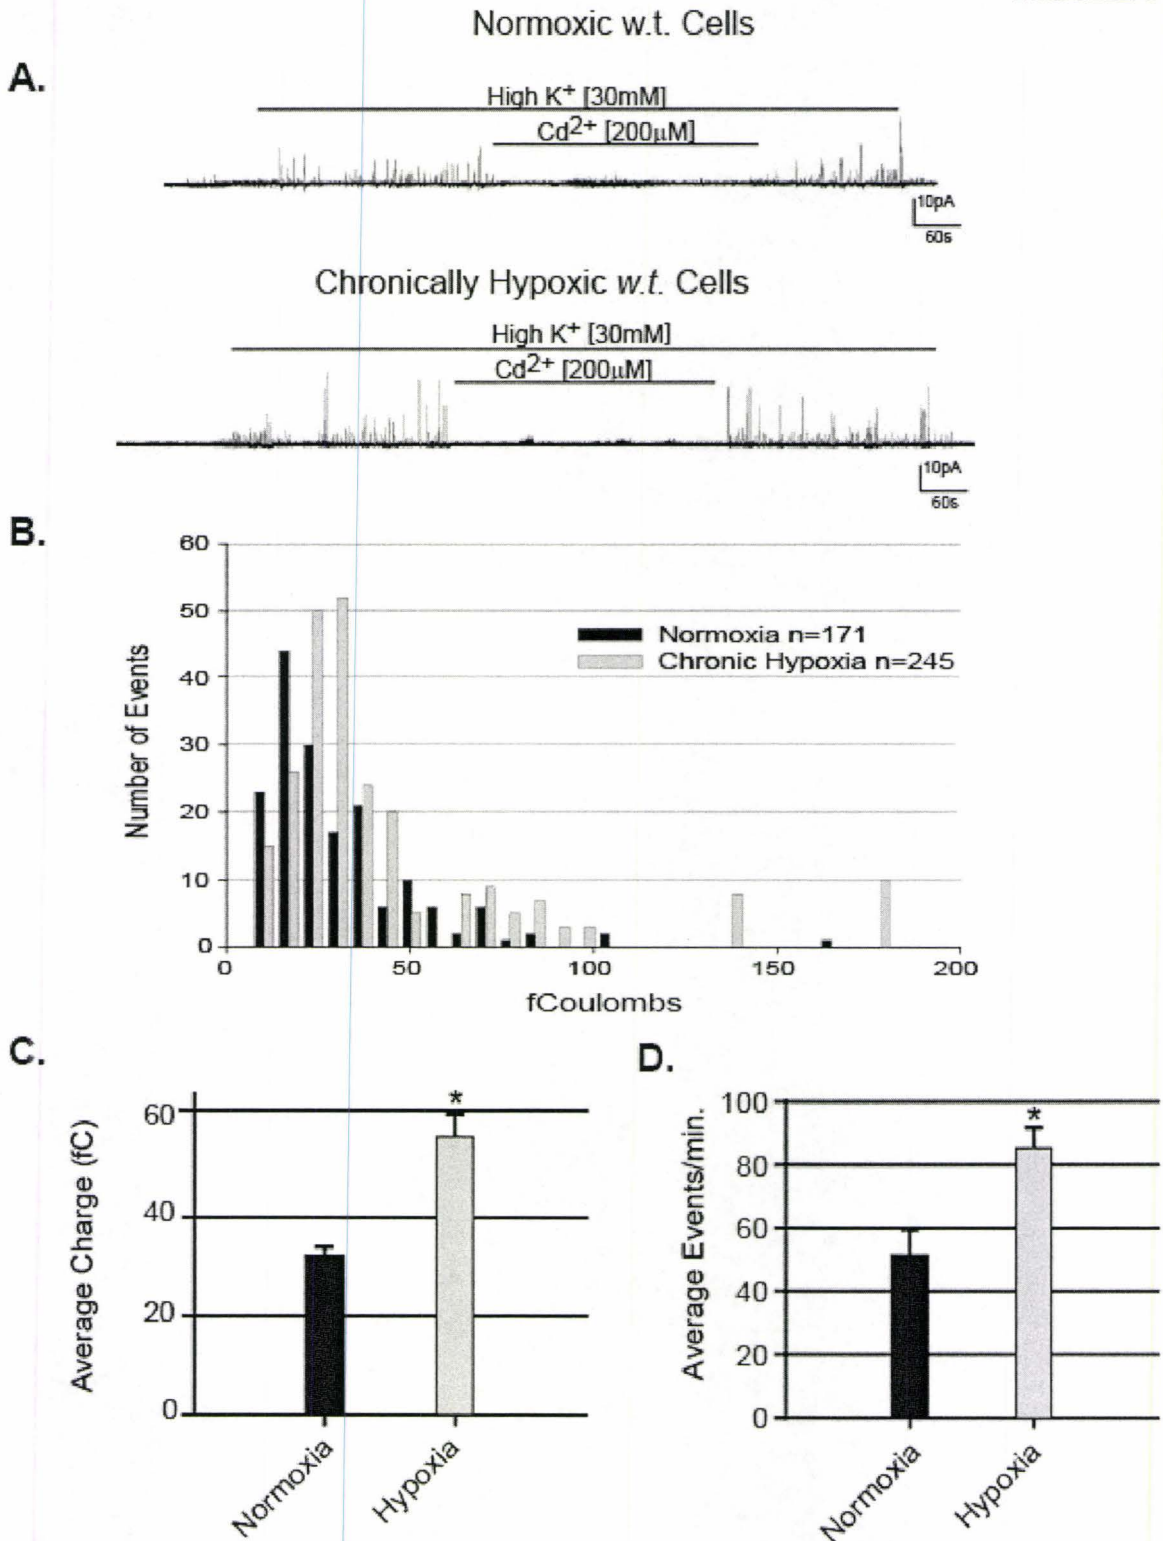 Normoxic w.t. Cells
A.
High K+ [30mM]
Cd2+ [200µM]
10pA
60s
Chronically Hypoxic w.t. Cells
High K+ [30mM]
Cd2+ [200µM]
10pA
60s
B.
60
50
40
30
20
10
0
Number of Events
Normoxia n=171
Chronic Hypoxia n=245
0 50 100 150 200
fCoulombs
C.
Average Charge (fC)
60
40
20
0
*
Normoxia
Hypoxia
D.
Average Events/min.
100
80
60
40
20
0
*
Normoxia
Hypoxia